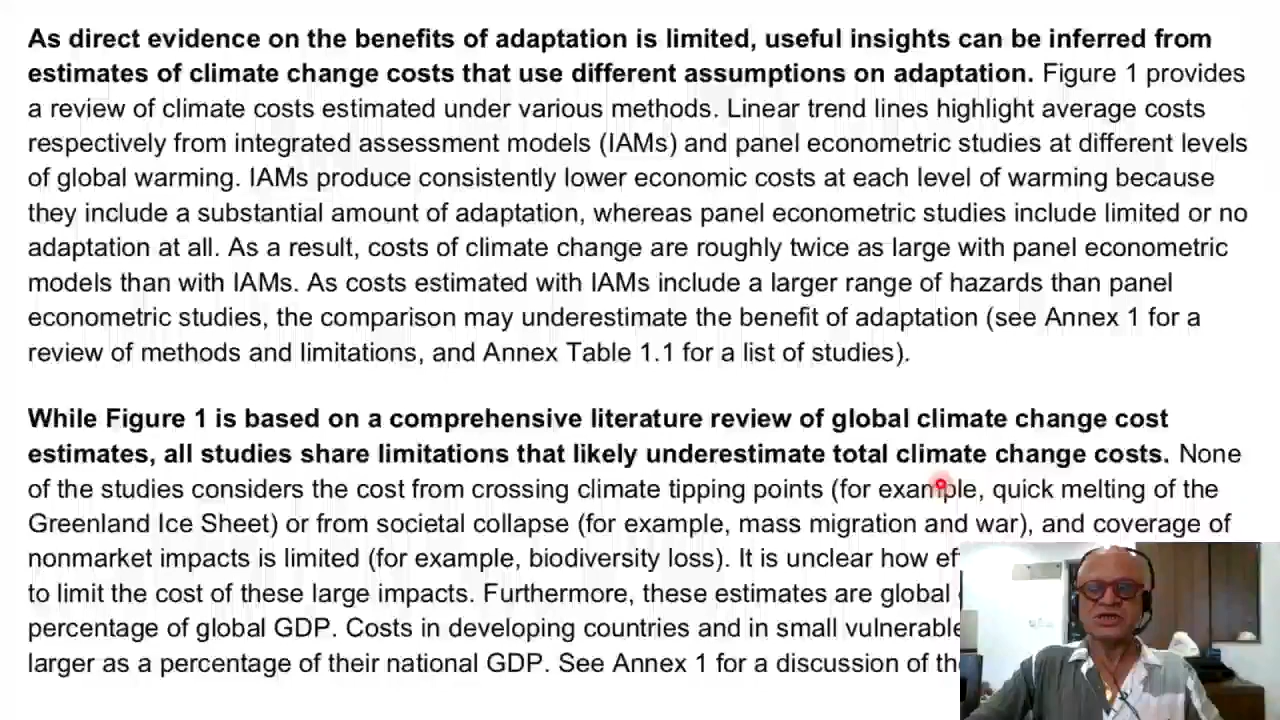 As direct evidence on the benefits of adaptation is limited, useful insights can be inferred from
estimates of climate change costs that use different assumptions on adaptation. Figure 1 provides
a review of climate costs estimated under various methods. Linear trend lines highlight average costs
respectively from integrated assessment models (IAMs) and panel econometric studies at different levels
of global warming. IAMs produce consistently lower economic costs at each level of warming because
they include a substantial amount of adaptation, whereas panel econometric studies include limited or no
adaptation at all. As a result, costs of climate change are roughly twice as large with panel econometric
models than with IAMs. As costs estimated with IAMs include a larger range of hazards than panel
econometric studies, the comparison may underestimate the benefit of adaptation (see Annex 1 for a
review of methods and limitations, and Annex Table 1.1 for a list of studies).
While Figure 1 is based on a comprehensive literature review of global climate change cost
estimates, all studies share limitations that likely underestimate total climate change costs. None
of the studies considers the cost from crossing climate tipping points (for example, quick melting of the
Greenland Ice Sheet) or from societal collapse (for example, mass migration and war), and coverage of
nonmarket impacts is limited (for example, biodiversity loss). It is unclear how
to limit the cost of these large impacts. Furthermore, these estimates are global
percentage of global GDP. Costs in developing countries and in small vulnerable
larger as a percentage of their national GDP. See Annex 1 for a discussion of